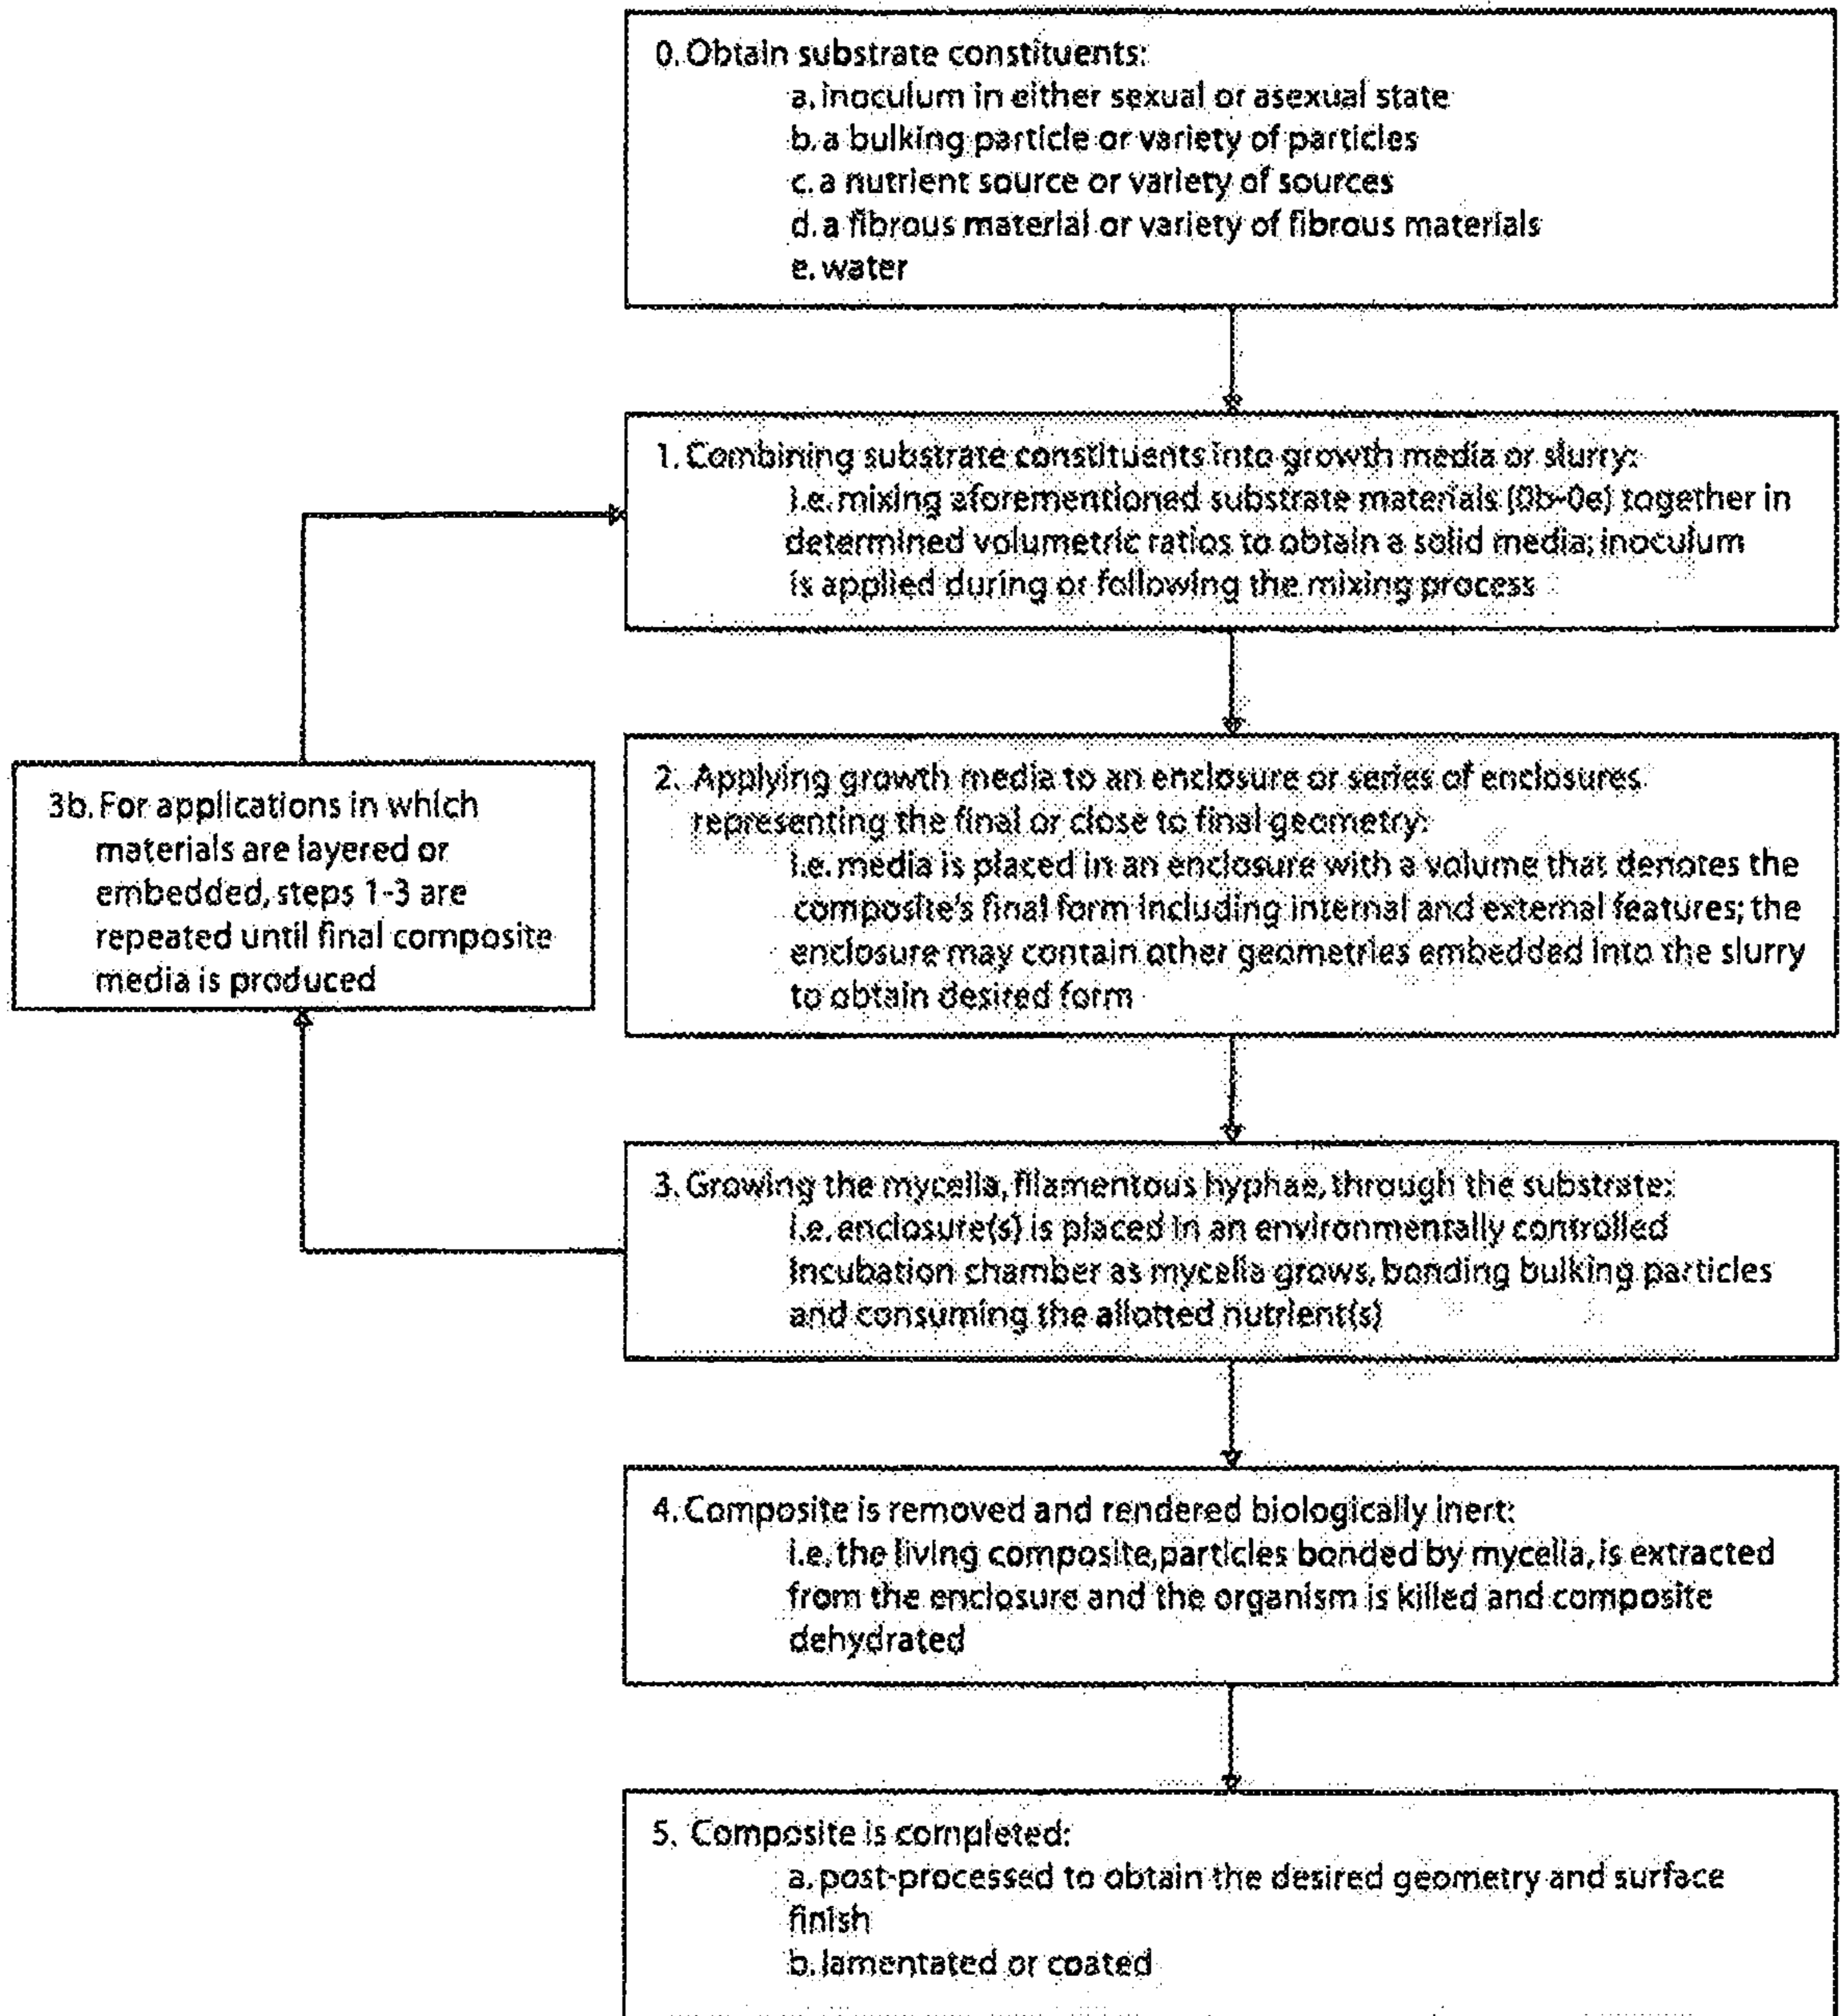 0. Obtain substrate constituents:
a. inoculum in either sexual or asexual state
b. a bulking particle or variety of particles
c. a nutrient source or variety of sources
d. a fibrous material or variety of fibrous materials
e. water
1. Combining substrate constituents into growth media or slurry:
i.e. mixing aforementioned substrate materials (0b-0e) together in
determined volumetric ratios to obtain a solid media; inoculum
is applied during or following the mixing process
2. Applying growth media to an enclosure or series of enclosures
representing the final or close to final geometry:
i.e. media is placed in an enclosure with a volume that denotes the
composite's final form including internal and external features; the
enclosure may contain other geometries embedded into the slurry
to obtain desired form
3b. For applications in which
materials are layered or
embedded, steps 1-3 are
repeated until final composite
media is produced
3. Growing the mycelia, filamentous hyphae, through the substrate:
i.e. enclosure(s) is placed in an environmentally controlled
incubation chamber as mycelia grows, bonding bulking particles
and consuming the allotted nutrient(s)
4. Composite is removed and rendered biologically inert:
i.e. the living composite, particles bonded by mycelia, is extracted
from the enclosure and the organism is killed and composite
dehydrated
5. Composite is completed:
a. post-processed to obtain the desired geometry and surface
finish
b. lamentated or coated